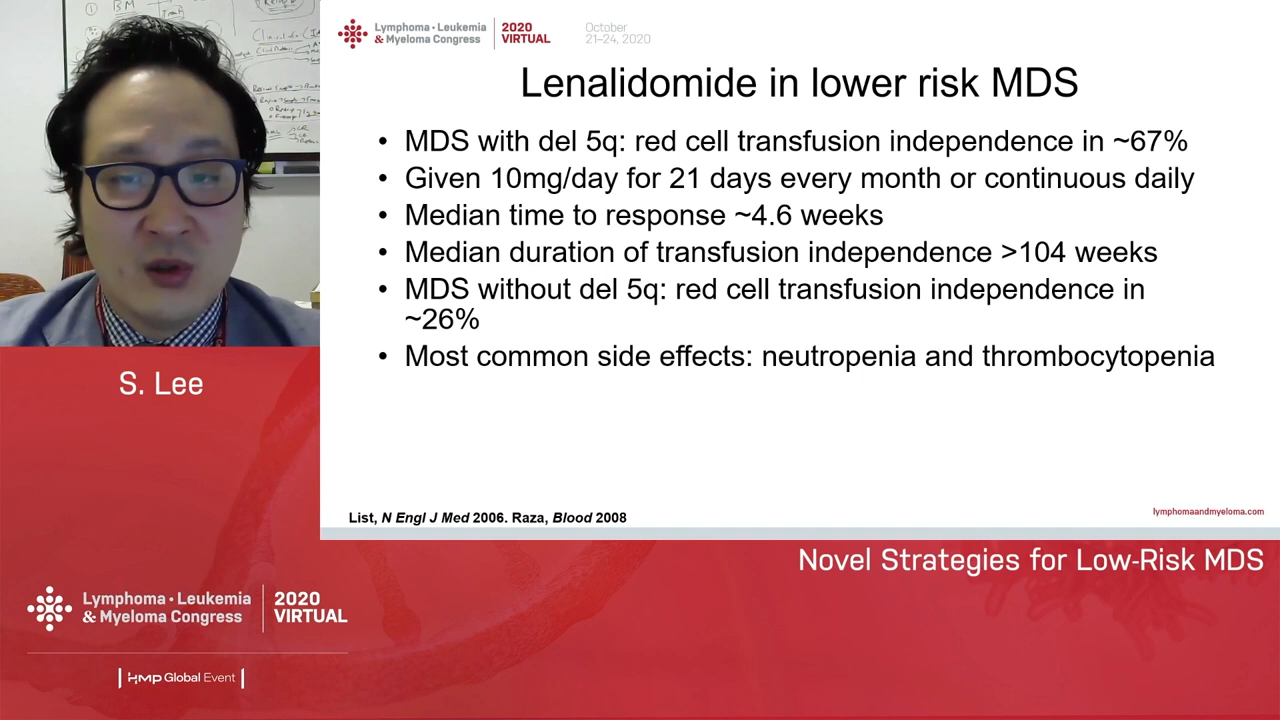 Lymphoma • Leukemia
& Myeloma Congress
2020
VIRTUAL
October
21–24, 2020
Lenalidomide in lower risk MDS
• MDS with del 5q: red cell transfusion independence in ~67%
• Given 10mg/day for 21 days every month or continuous daily
• Median time to response ~4.6 weeks
• Median duration of transfusion independence >104 weeks
• MDS without del 5q: red cell transfusion independence in
~26%
• Most common side effects: neutropenia and thrombocytopenia
List, N Engl J Med 2006. Raza, Blood 2008
lymphomaandmyeloma.com
BM
S. Lee
Novel Strategies for Low-Risk MDS
Lymphoma • Leukemia
& Myeloma Congress
2020
VIRTUAL
HMP Global Event